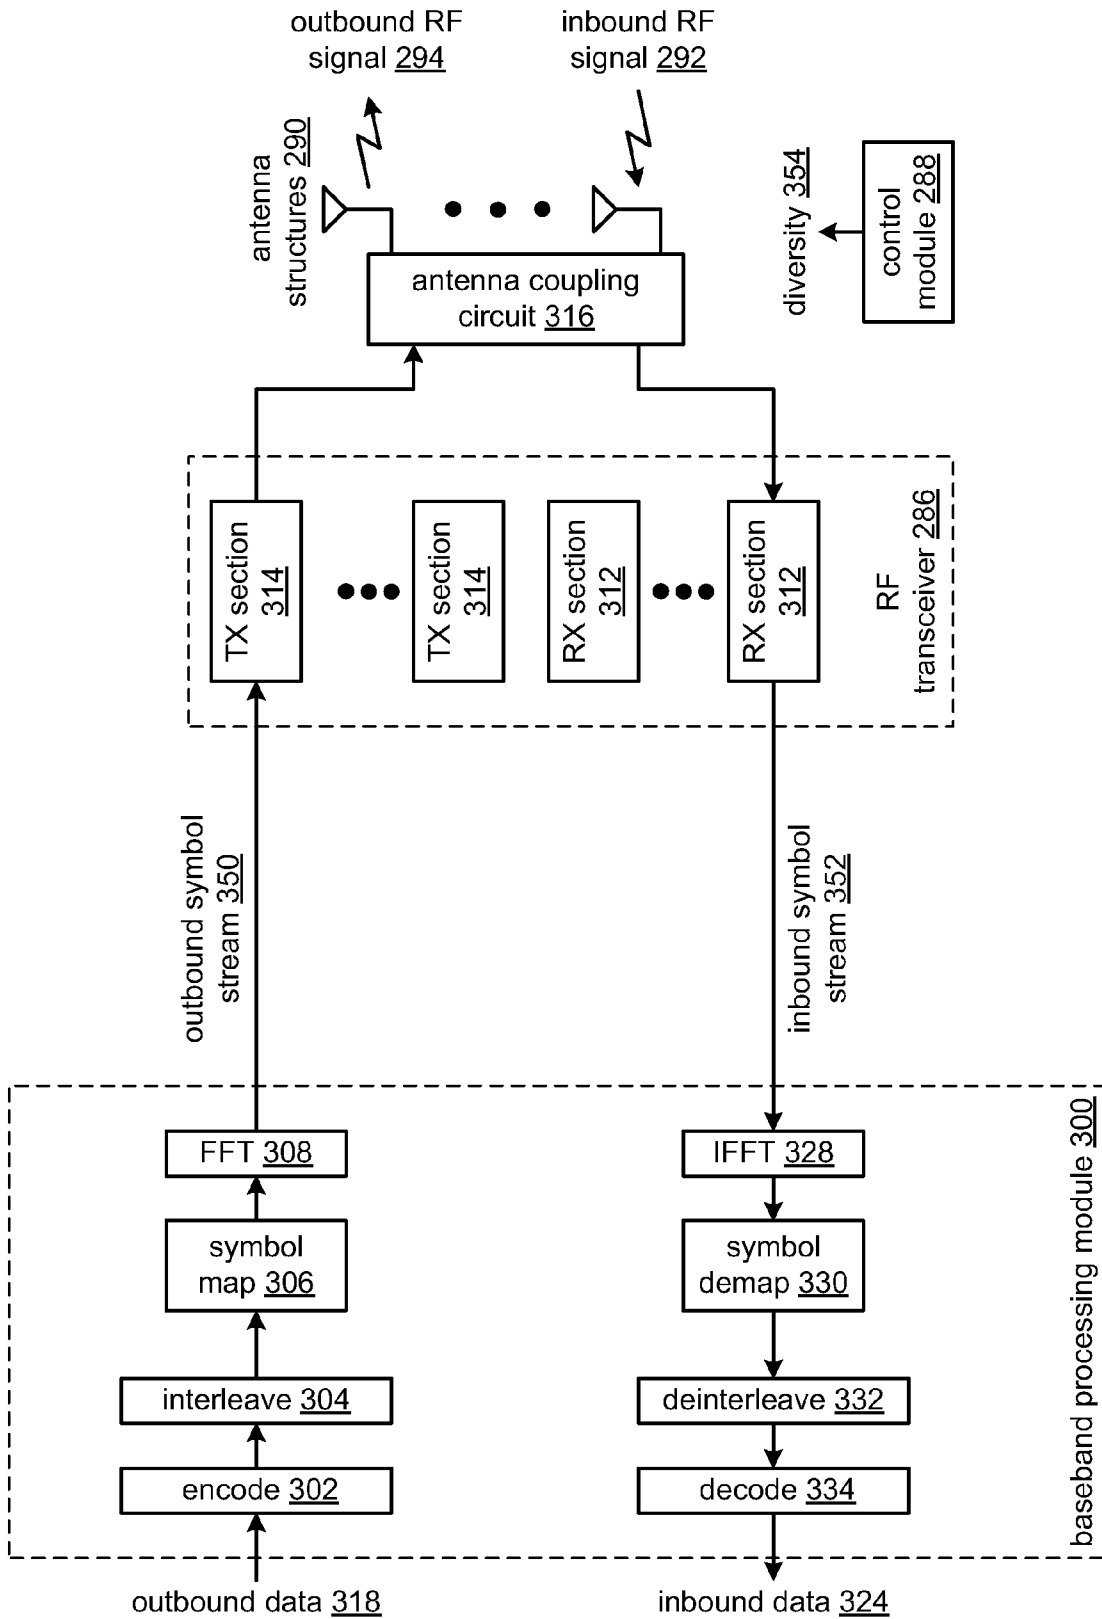 outbound RF
signal 294
inbound RF
signal 292
antenna
structures 290
diversity 354
control
module 288
antenna coupling
circuit 316
TX section
314
TX section
314
RX section
312
RX section
312
RF
transceiver 286
outbound symbol
stream 350
inbound symbol
stream 352
FFT 308
IFFT 328
symbol
map 306
symbol
demap 330
interleave 304
deinterleave 332
encode 302
decode 334
baseband processing module 300
outbound data 318
inbound data 324